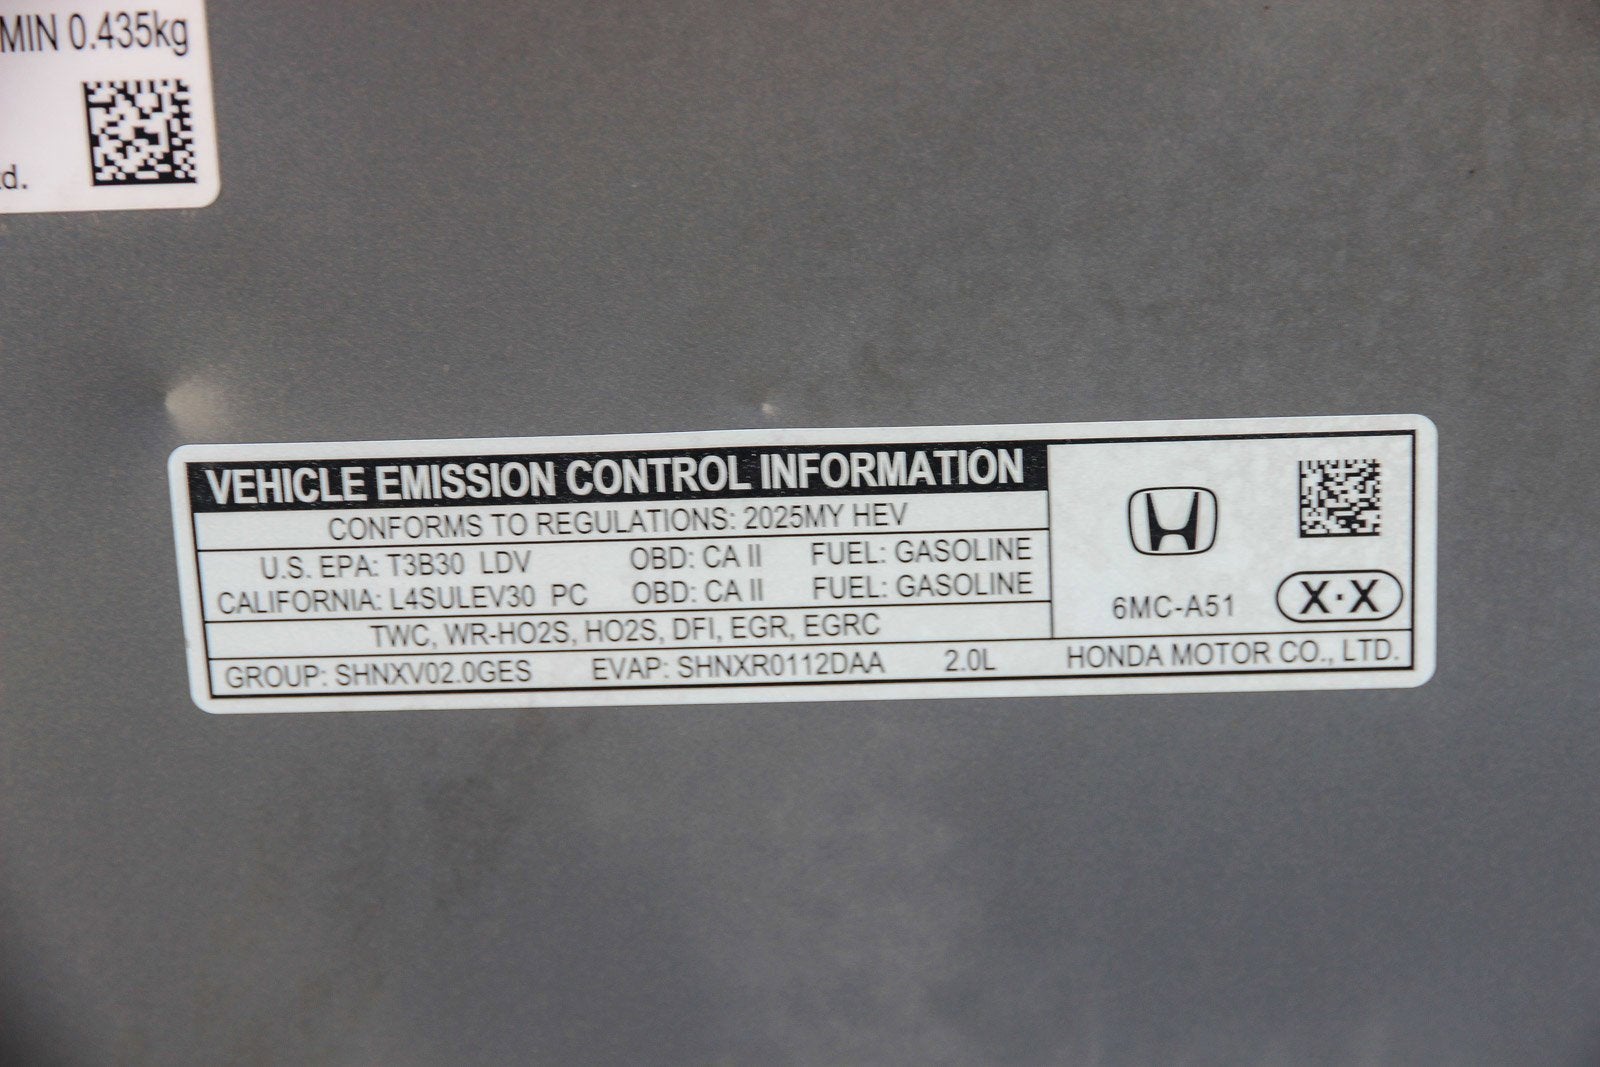 MIN 0.435kg
td.
VEHICLE EMISSION CONTROL INFORMATION
CONFORMS TO REGULATIONS: 2025MY HEV
U.S. EPA: T3B30 LDV OBD: CA II FUEL: GASOLINE
CALIFORNIA: L4SULEV30 PC OBD: CA II FUEL: GASOLINE
TWC, WR-HO2S, HO2S, DFI, EGR, EGRC
6MC-A51 X·X
GROUP: SHNXV02.0GES EVAP: SHNXR0112DAA 2.0L HONDA MOTOR CO., LTD.